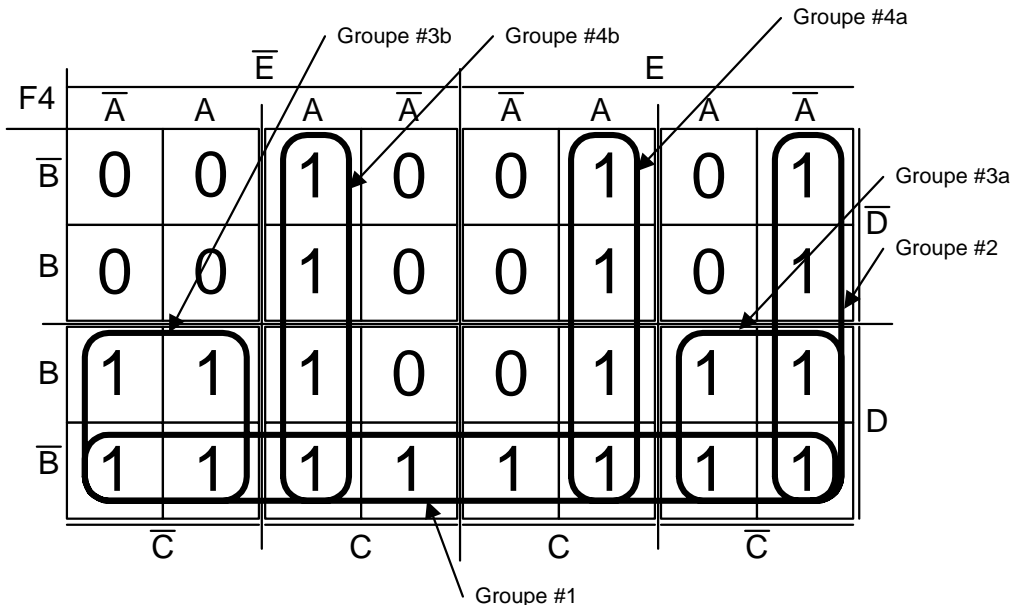 Groupe #3b Groupe #4b Groupe #4a
E̅ E
F4 A̅ A A A̅ A̅ A A A̅
B̅ 0 0 1 0 0 1 0 1
Groupe #3a
D̅
B 0 0 1 0 0 1 0 1
Groupe #2
B 1 1 1 0 0 1 1 1
D
B̅ 1 1 1 1 1 1 1 1
C̅ C C C̅
Groupe #1